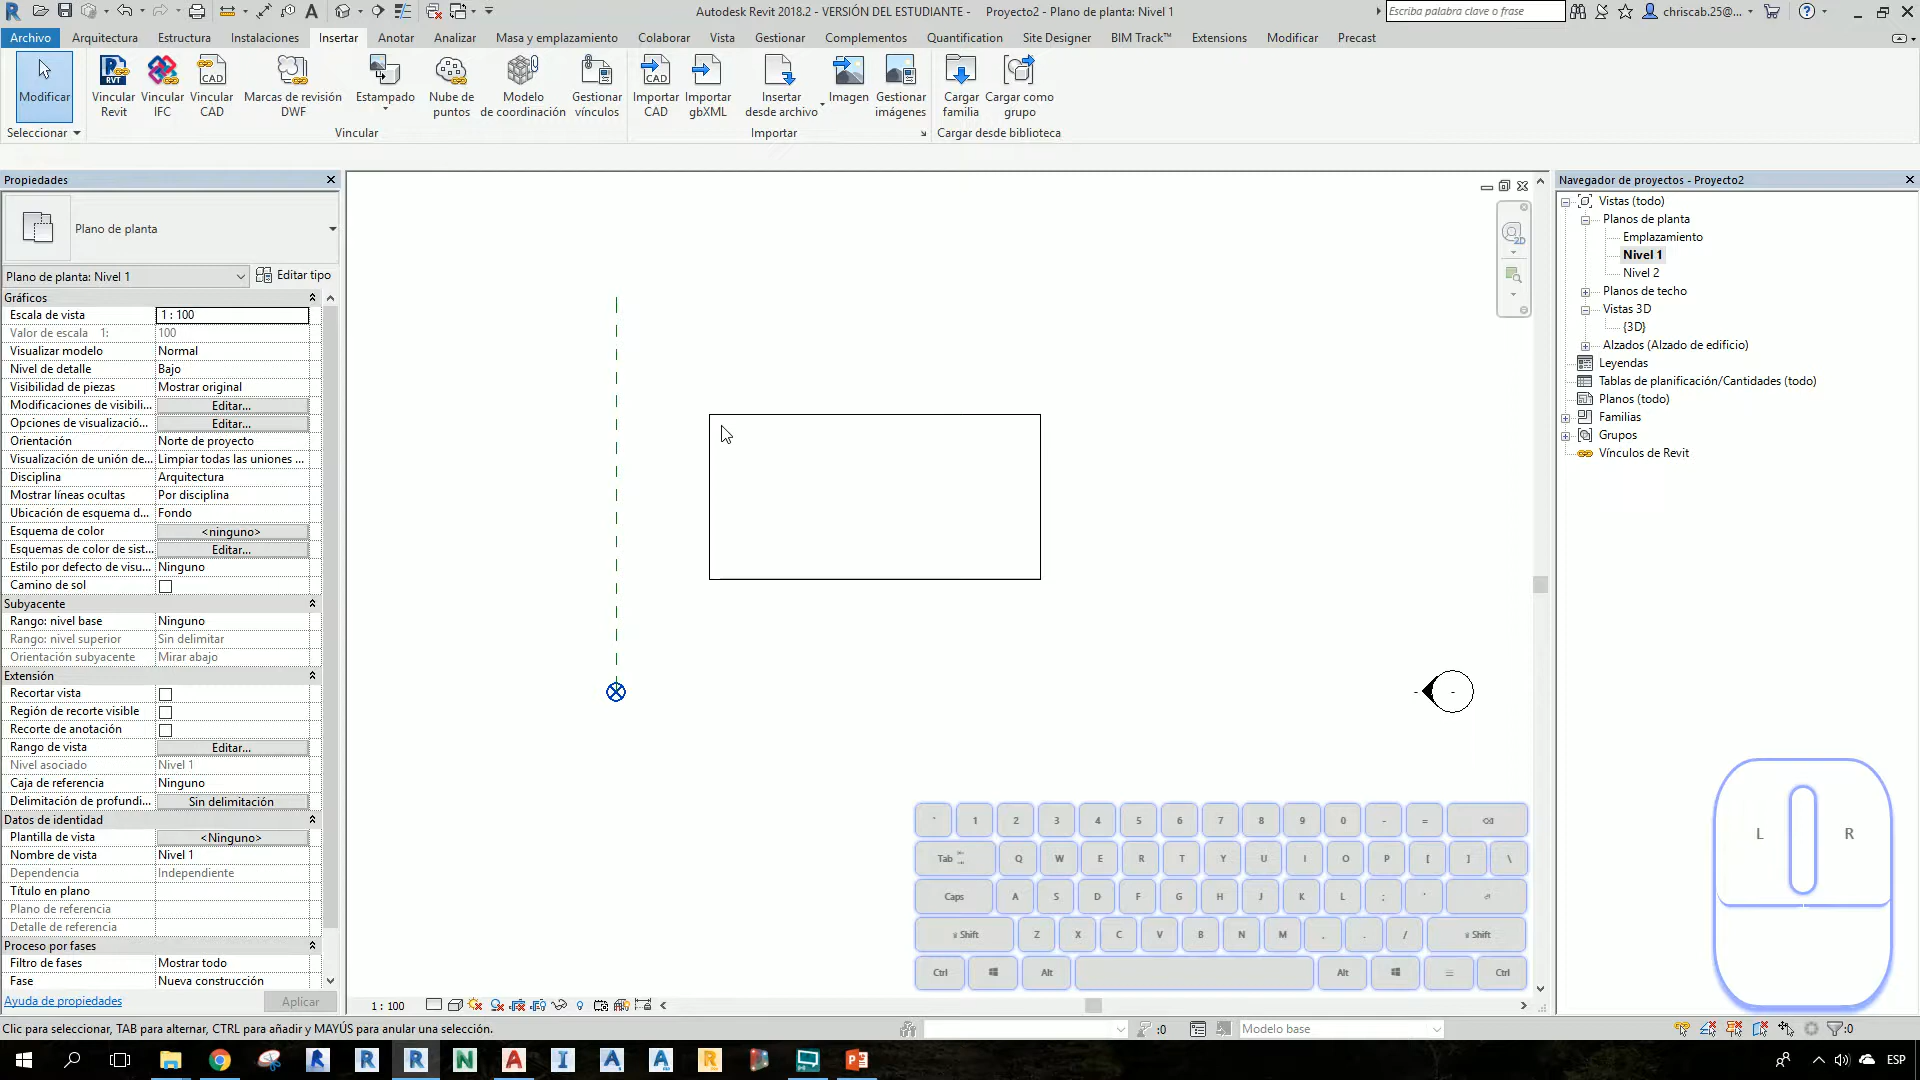 Autodesk Revit 2018.2 - VERSIÓN DEL ESTUDIANTE - Proyecto2 - Plano de planta: Nivel 1
Escriba palabra clave o frase
chriscab.25@...
Archivo Arquitectura Estructura Instalaciones Insertar Anotar Analizar Masa y emplazamiento Colaborar Vista Gestionar Complementos Quantification Site Designer BIM Track™ Extensions Modificar Precast
Modificar
Vincular Revit
Vincular IFC
Vincular CAD
Marcas de revisión DWF
Estampado
Nube de puntos
Modelo de coordinación
Gestionar vínculos
Importar CAD
Importar gbXML
Insertar desde archivo
Imagen
Gestionar imágenes
Cargar familia
Cargar como grupo
Seleccionar Vincular Importar Cargar desde biblioteca
Propiedades
Plano de planta
Plano de planta: Nivel 1 Editar tipo
Gráficos
Escala de vista 1 : 100
Valor de escala 1: 100
Visualizar modelo Normal
Nivel de detalle Bajo
Visibilidad de piezas Mostrar original
Modificaciones de visibili... Editar...
Opciones de visualizació... Editar...
Orientación Norte de proyecto
Visualización de unión de... Limpiar todas las uniones ...
Disciplina Arquitectura
Mostrar líneas ocultas Por disciplina
Ubicación de esquema d... Fondo
Esquema de color <ninguno>
Esquemas de color de sist... Editar...
Estilo por defecto de visu... Ninguno
Camino de sol
Subyacente
Rango: nivel base Ninguno
Rango: nivel superior Sin delimitar
Orientación subyacente Mirar abajo
Extensión
Recortar vista
Región de recorte visible
Recorte de anotación
Rango de vista Editar...
Nivel asociado Nivel 1
Caja de referencia Ninguno
Delimitación de profundi... Sin delimitación
Datos de identidad
Plantilla de vista <Ninguno>
Nombre de vista Nivel 1
Dependencia Independiente
Título en plano
Plano de referencia
Detalle de referencia
Proceso por fases
Filtro de fases Mostrar todo
Fase Nueva construcción
Ayuda de propiedades Aplicar
2D
Navegador de proyectos - Proyecto2
Vistas (todo)
Planos de planta
Emplazamiento
Nivel 1
Nivel 2
Planos de techo
Vistas 3D
{3D}
Alzados (Alzado de edificio)
Leyendas
Tablas de planificación/Cantidades (todo)
Planos (todo)
Familias
Grupos
Vínculos de Revit
` 1 2 3 4 5 6 7 8 9 0 - =
Tab Q W E R T Y U I O P [ ] \
Caps A S D F G H J K L ; '
Shift Z X C V B N M , . / Shift
Ctrl Alt Alt Ctrl
L R
1 : 100
Clic para seleccionar, TAB para alternar, CTRL para añadir y MAYÚS para anular una selección.
:0 Modelo base :0
ESP